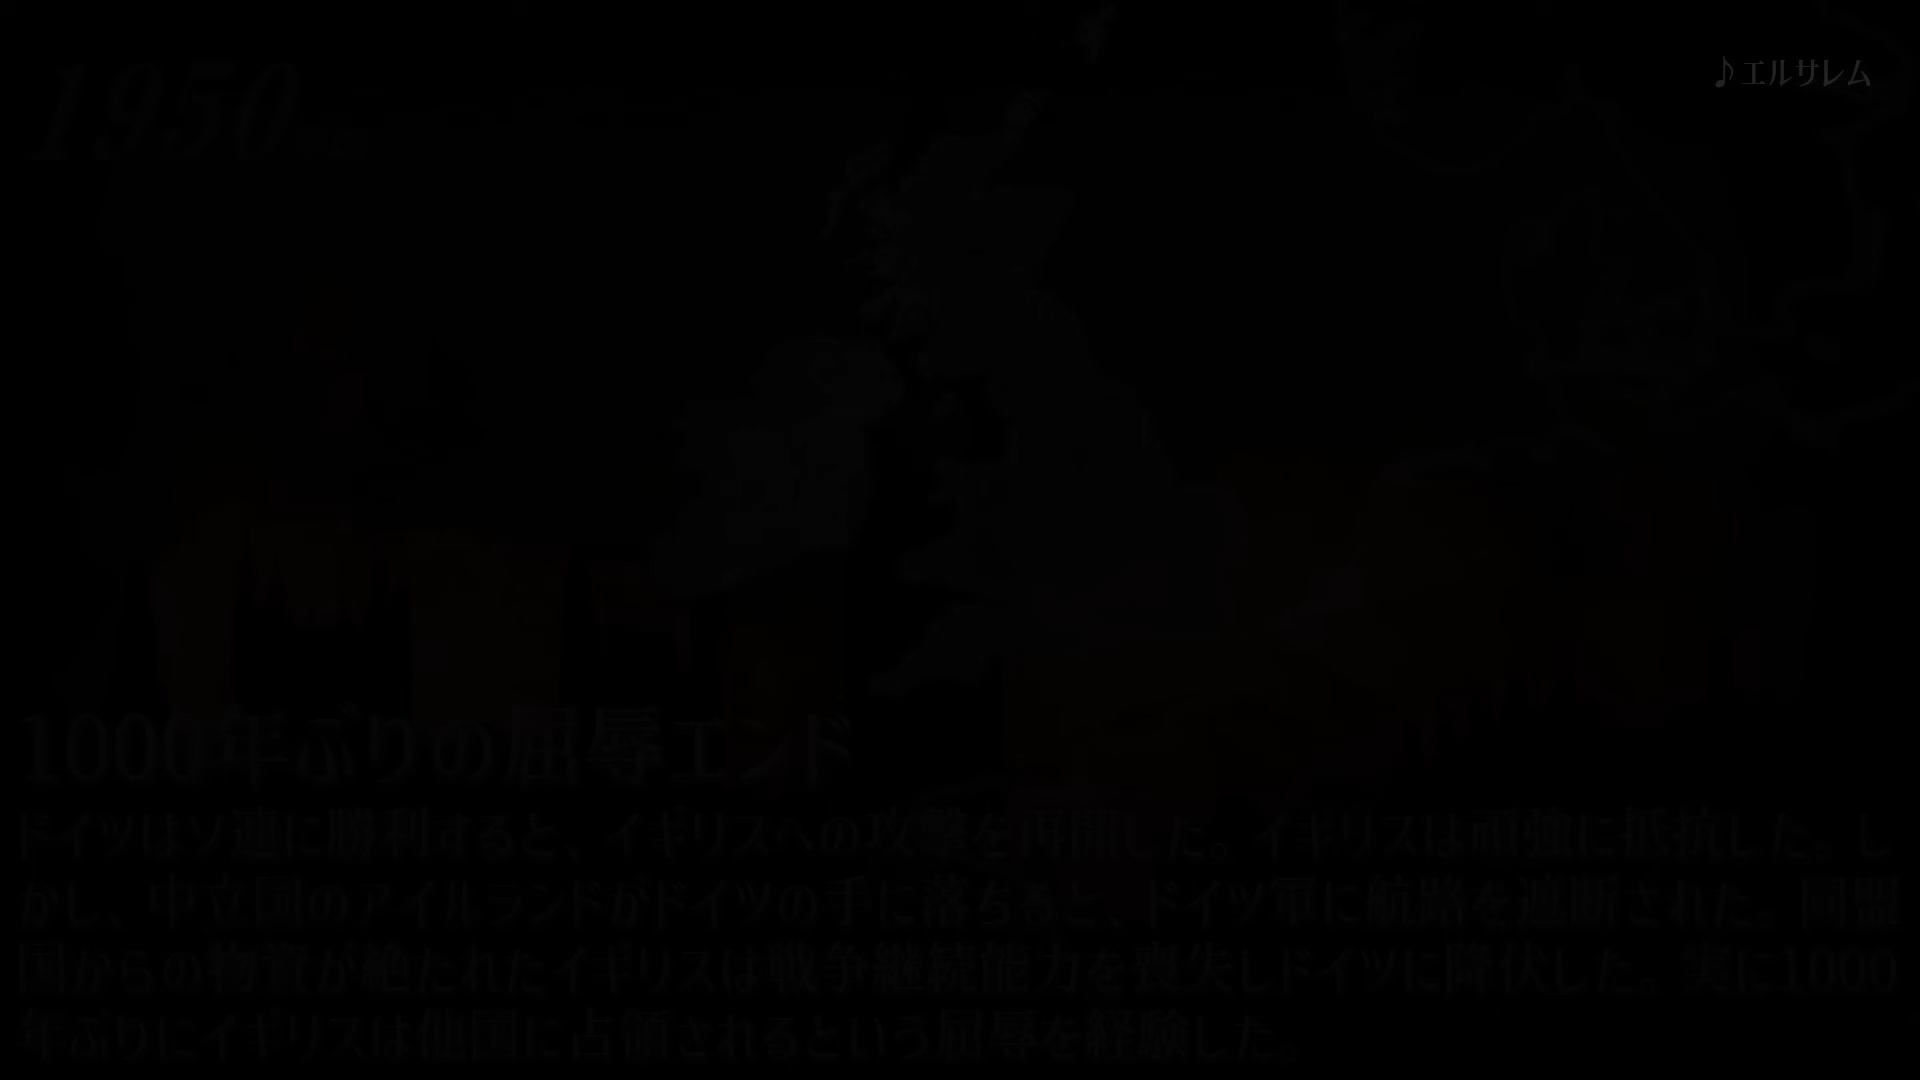 1950
♪エルサレム
1000年ぶりの屈辱エンド
ドイツはソ連に勝利すると、イギリスへの攻撃を再開した。イギリスは頑強に抵抗した。し
かし、中立国のアイルランドがドイツの手に落ちると、ドイツ軍に航路を遮断された。同盟
国からの物資が絶たれたイギリスは戦争継続能力を喪失しドイツに降伏した。実に1000
年ぶりにイギリスは他国に占領されるという屈辱を経験した。